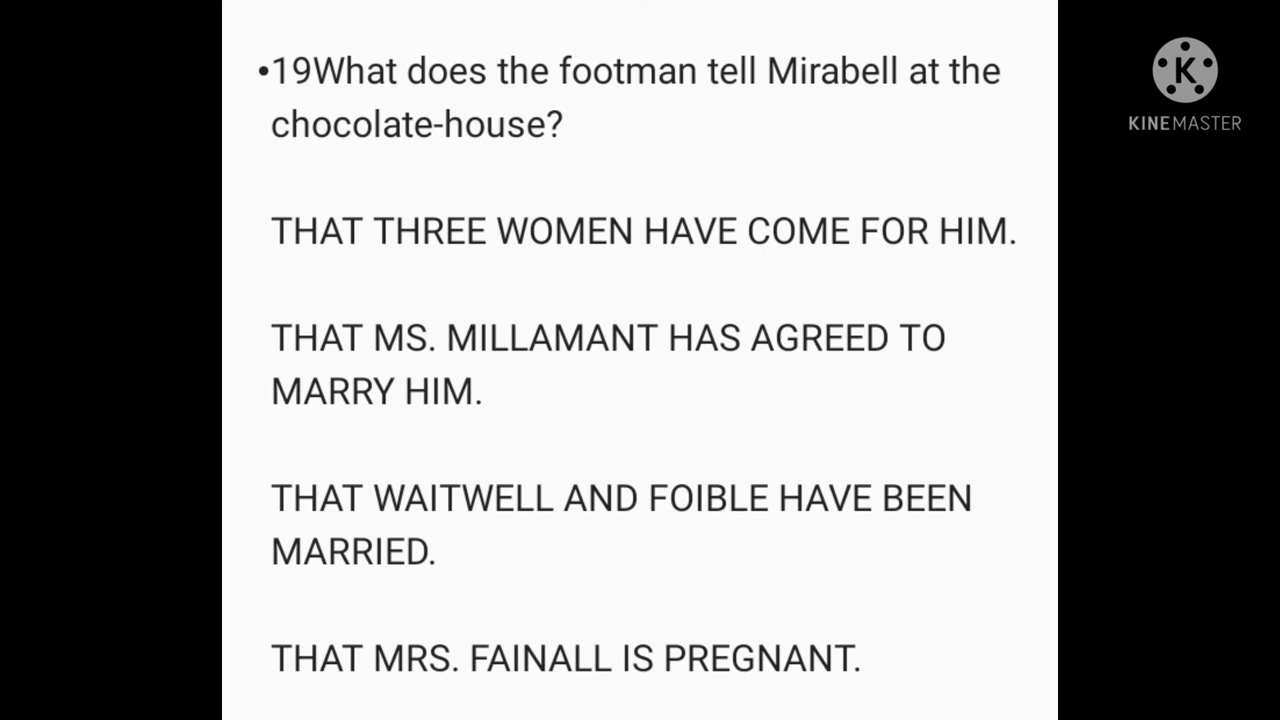 •19What does the footman tell Mirabell at the
chocolate-house?
THAT THREE WOMEN HAVE COME FOR HIM.
THAT MS. MILLAMANT HAS AGREED TO
MARRY HIM.
THAT WAITWELL AND FOIBLE HAVE BEEN
MARRIED.
THAT MRS. FAINALL IS PREGNANT.
K
KINEMASTER